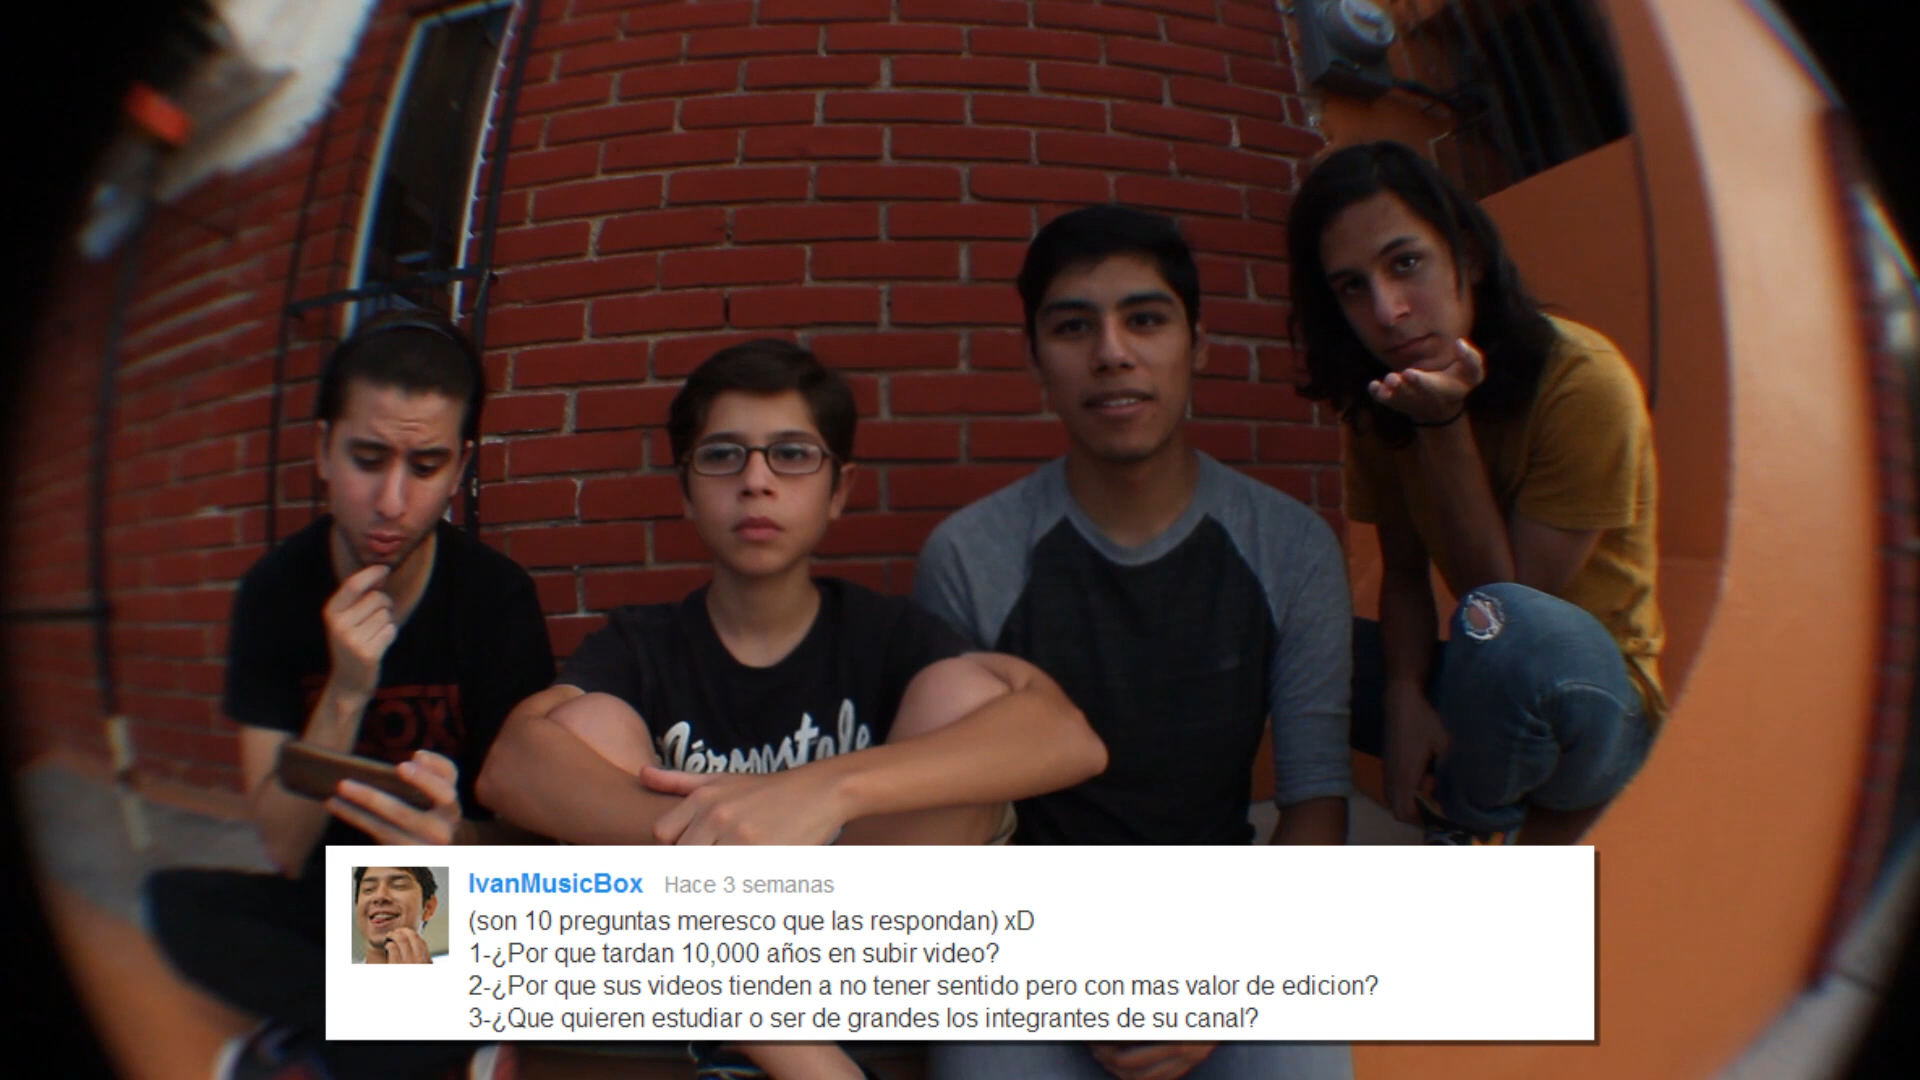 OX!
Aéropostale
IvanMusicBox Hace 3 semanas
(son 10 preguntas meresco que las respondan) xD
1-¿Por que tardan 10,000 años en subir video?
2-¿Por que sus videos tienden a no tener sentido pero con mas valor de edicion?
3-¿Que quieren estudiar o ser de grandes los integrantes de su canal?